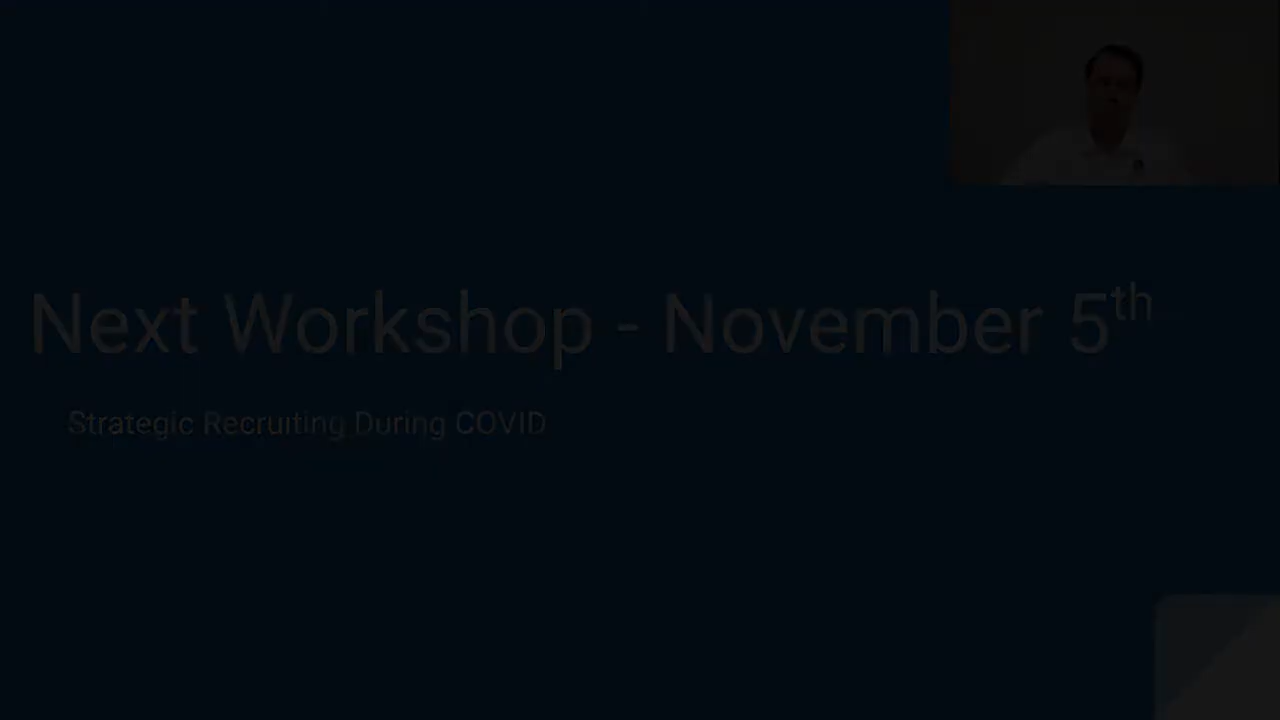 Next Workshop - November 5th
Strategic Recruiting During COVID